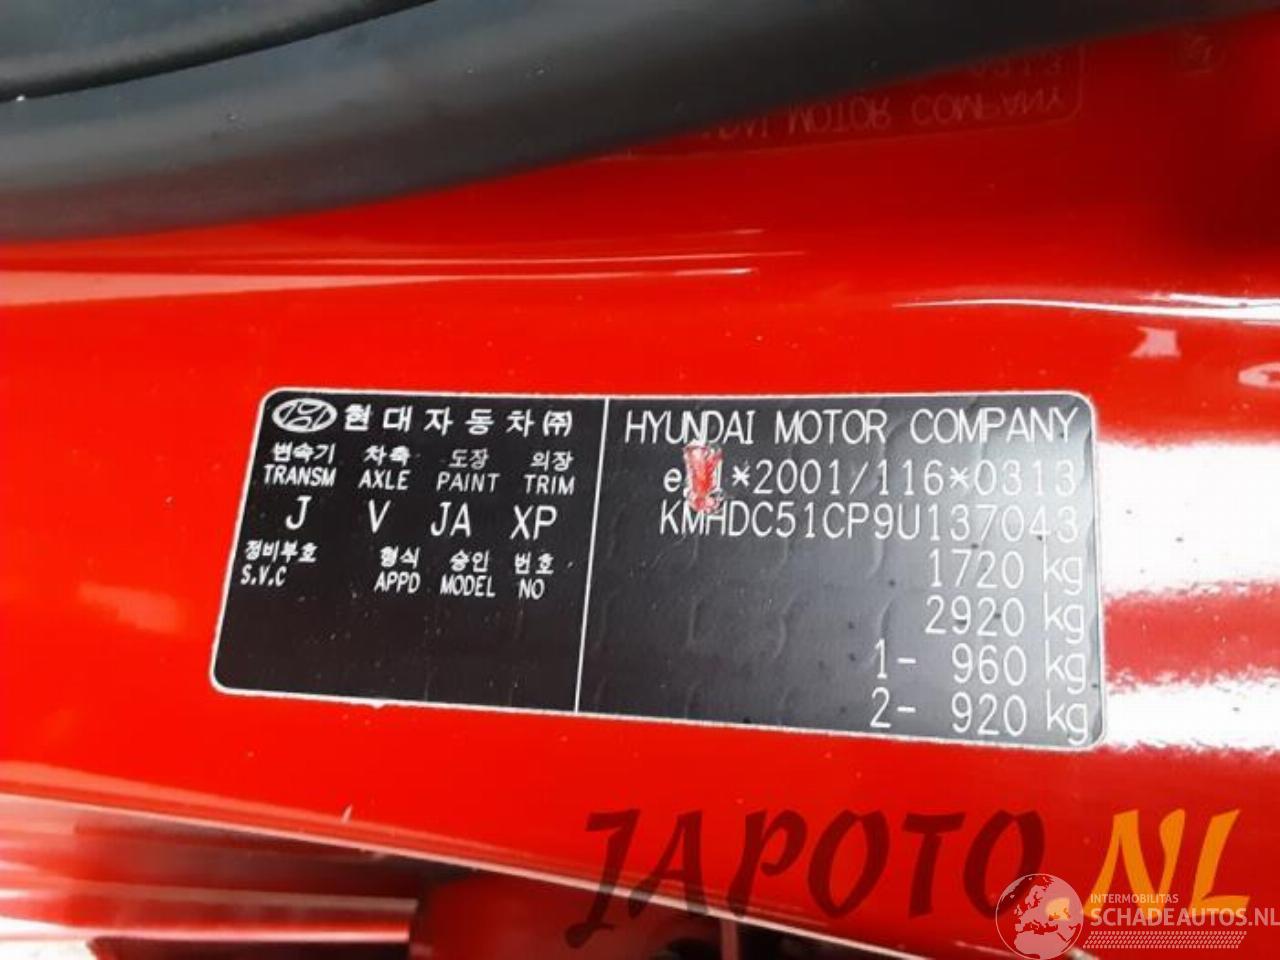 현대자동차(주)
변속기 차축 도장 의장
TRANSM AXLE PAINT TRIM
J V JA XP
정비부호 형식 승인 번호
S.V.C APPD MODEL NO
HYUNDAI MOTOR COMPANY
*2001/116*0313
KMHDC51CP9U137043
1720 kg
2920 kg
1- 960 kg
2- 920 kg
JAPOTO.NL
INTERMOBILITAS
SCHADEAUTOS.NL